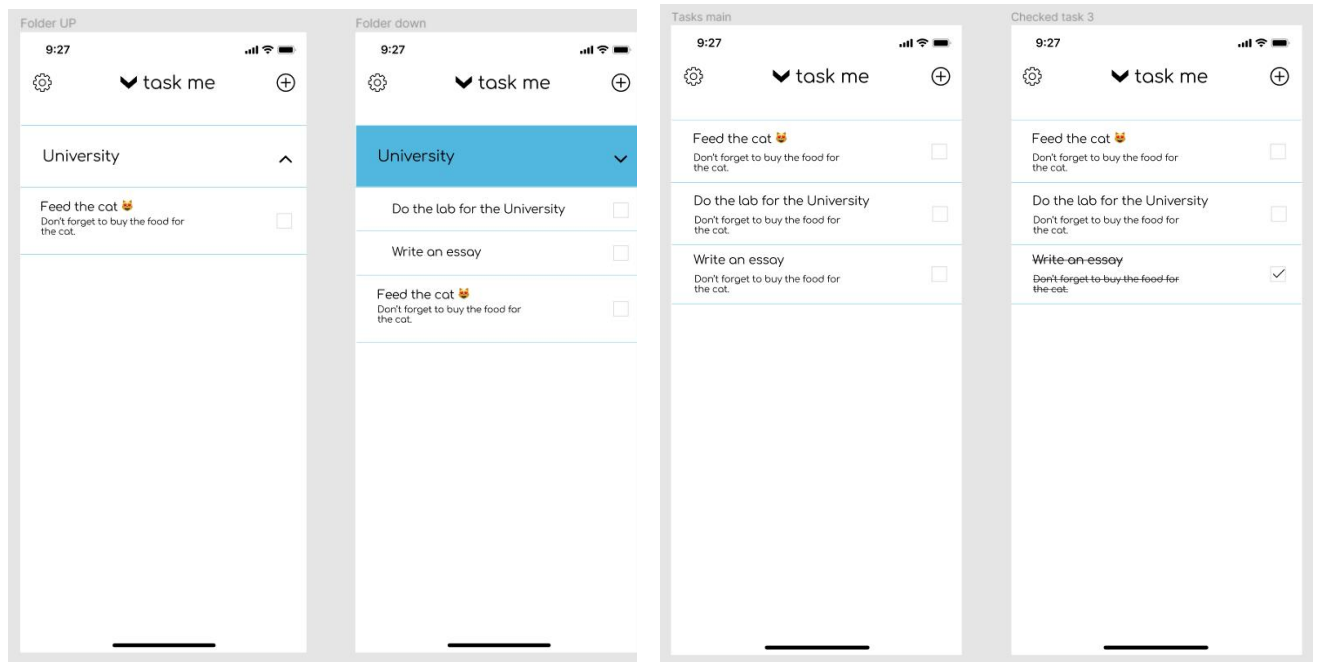 Folder UP
9:27
task me
University
Feed the cat 😻
Don't forget to buy the food for
the cat.
Folder down
9:27
task me
University
Do the lab for the University
Write an essay
Feed the cat 😻
Don't forget to buy the food for
the cat.
Tasks main
9:27
task me
Feed the cat 😻
Don't forget to buy the food for
the cat.
Do the lab for the University
Don't forget to buy the food for
the cat.
Write an essay
Don't forget to buy the food for
the cat.
Checked task 3
9:27
task me
Feed the cat 😻
Don't forget to buy the food for
the cat.
Do the lab for the University
Don't forget to buy the food for
the cat.
Write an essay
Don't forget to buy the food for
the cat.